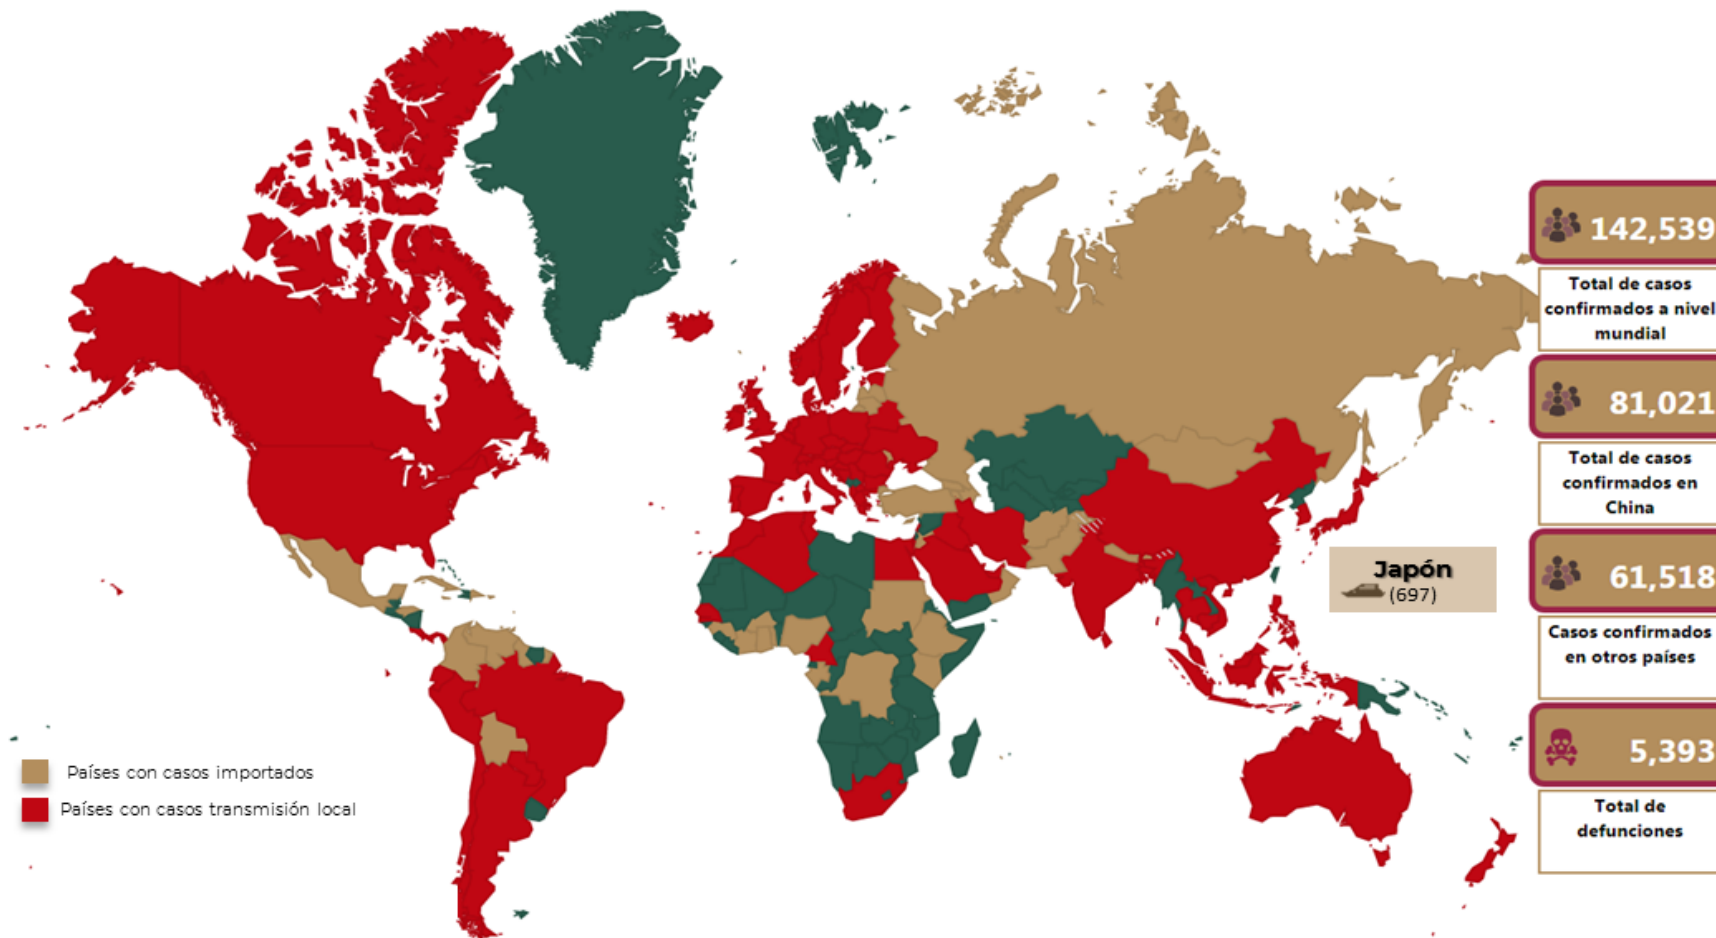 142,539
Total de casos
confirmados a nivel
mundial
81,021
Total de casos
confirmados en
China
61,518
Casos confirmados
en otros países
5,393
Total de
defunciones
Japón
(697)
Países con casos importados
Países con casos transmisión local